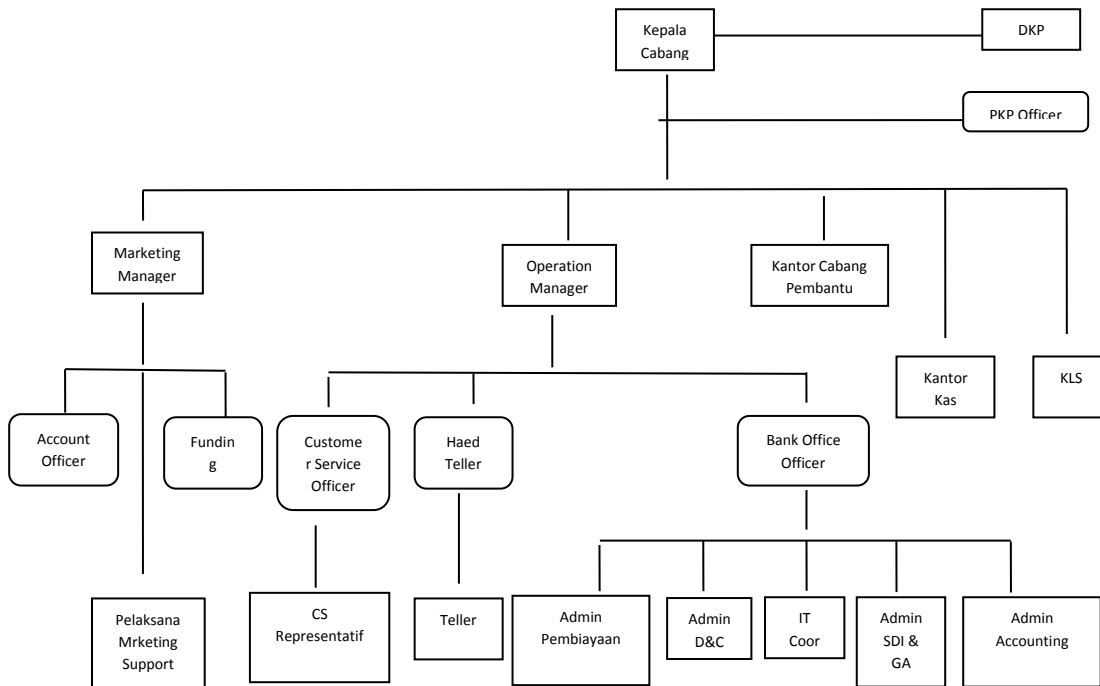 Kepala
Cabang
DKP
PKP Officer
Marketing
Manager
Operation
Manager
Kantor Cabang
Pembantu
Kantor
Kas
KLS
Account
Officer
Fundin
g
Custome
r Service
Officer
Haed
Teller
Bank Office
Officer
Pelaksana
Mrketing
Support
CS
Representatif
Teller
Admin
Pembiayaan
Admin
D&C
IT
Coor
Admin
SDI &
GA
Admin
Accounting